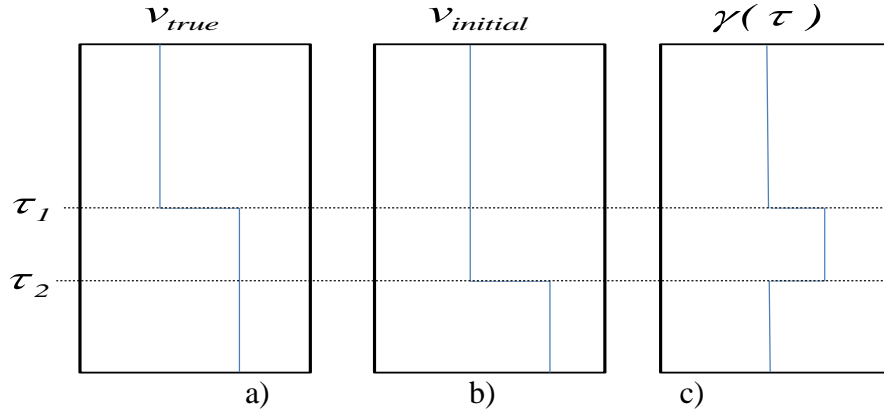 v_true v_initial γ( τ )
τ_1
τ_2
a) b) c)